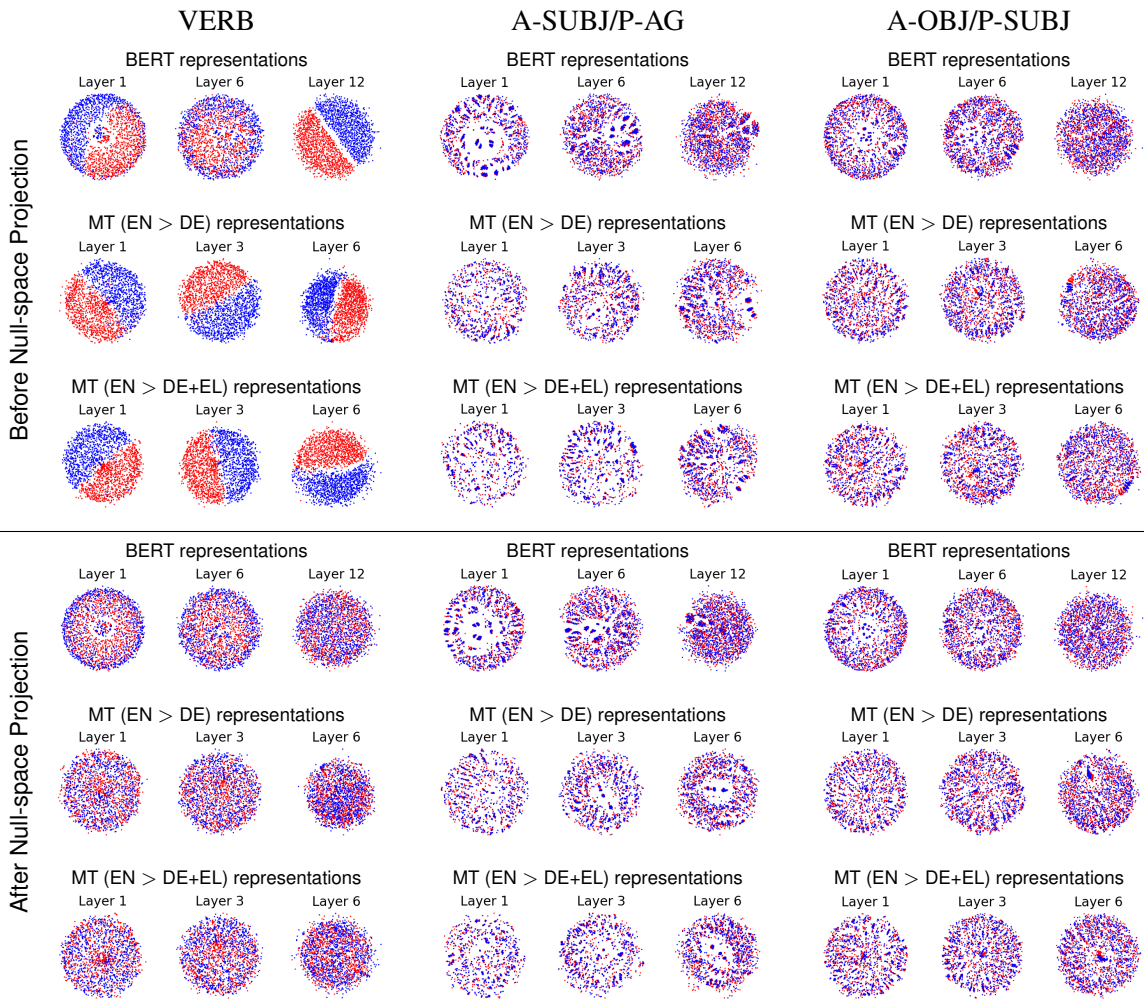 VERB A-SUBJ/P-AG A-OBJ/P-SUBJ
Before Null-space Projection
BERT representations BERT representations BERT representations
Layer 1 Layer 6 Layer 12 Layer 1 Layer 6 Layer 12 Layer 1 Layer 6 Layer 12
MT (EN > DE) representations MT (EN > DE) representations MT (EN > DE) representations
Layer 1 Layer 3 Layer 6 Layer 1 Layer 3 Layer 6 Layer 1 Layer 3 Layer 6
MT (EN > DE+EL) representations MT (EN > DE+EL) representations MT (EN > DE+EL) representations
Layer 1 Layer 3 Layer 6 Layer 1 Layer 3 Layer 6 Layer 1 Layer 3 Layer 6
After Null-space Projection
BERT representations BERT representations BERT representations
Layer 1 Layer 6 Layer 12 Layer 1 Layer 6 Layer 12 Layer 1 Layer 6 Layer 12
MT (EN > DE) representations MT (EN > DE) representations MT (EN > DE) representations
Layer 1 Layer 3 Layer 6 Layer 1 Layer 3 Layer 6 Layer 1 Layer 3 Layer 6
MT (EN > DE+EL) representations MT (EN > DE+EL) representations MT (EN > DE+EL) representations
Layer 1 Layer 3 Layer 6 Layer 1 Layer 3 Layer 6 Layer 1 Layer 3 Layer 6